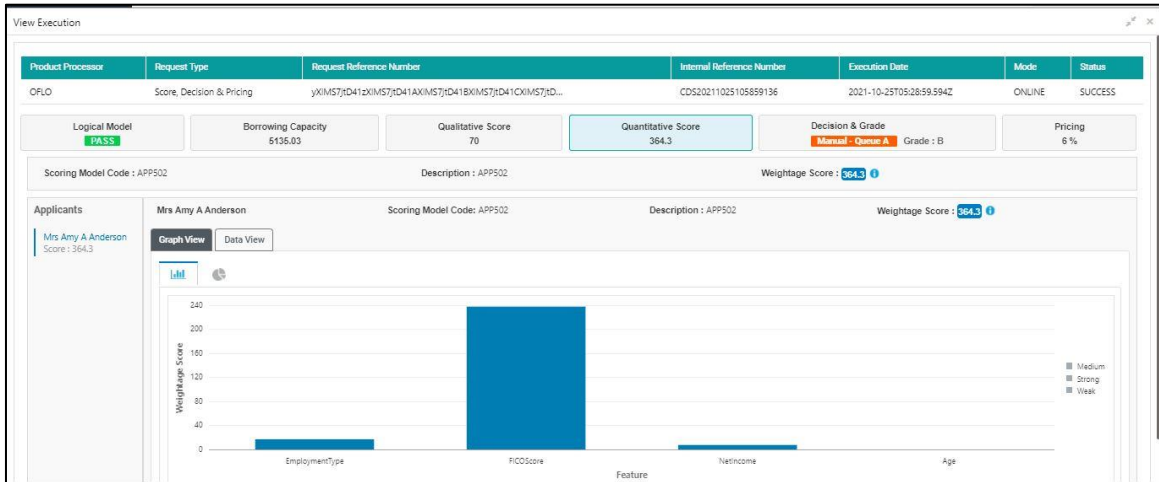 View Execution
Product Processor Request Type Request Reference Number Internal Reference Number Execution Date Mode Status
OFLO Score, Decision & Pricing yXIMS7jtD41zXIMS7jtD41AXIMS7jtD41BXIMS7jtD41CXIMS7jtD... CDS20211025105859136 2021-10-25T05:28:59.594Z ONLINE SUCCESS
Logical Model Borrowing Capacity Qualitative Score Quantitative Score Decision & Grade Pricing
PASS 5135.03 70 364.3 Manual - Queue A Grade : B 6 %
Scoring Model Code : APP502 Description : APP502 Weightage Score : 364.3
Applicants Mrs Amy A Anderson Scoring Model Code: APP502 Description : APP502 Weightage Score : 364.3
Mrs Amy A Anderson
Score : 364.3
Graph View Data View
240
200
160
120
80
40
0
Weightage Score
EmploymentType FICOScore NetIncome Age
Feature
Medium
Strong
Weak